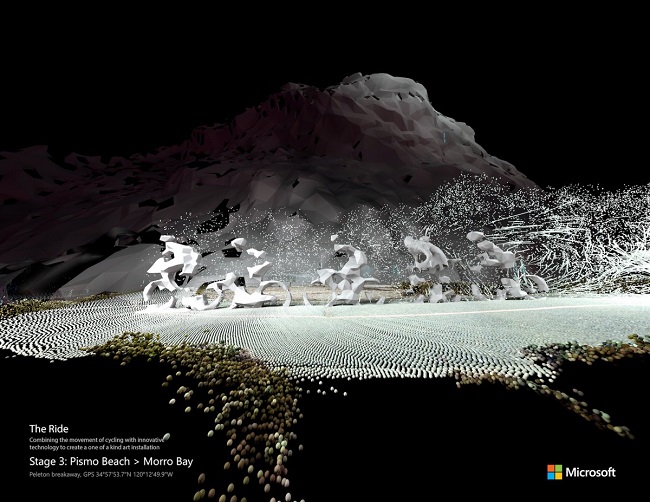 The Ride
Combining the movement of cycling with innovative
technology to create a one of a kind art installation
Stage 3: Pismo Beach > Morro Bay
Peleton breakaway, GPS 34°57'53.7"N 120°12'49.9"W
Microsoft